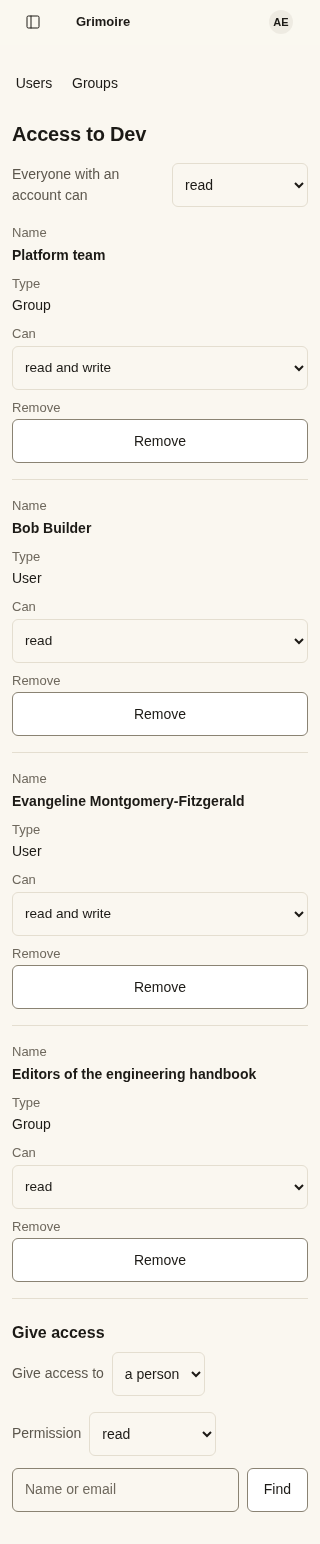 Grimoire
AE
Users Groups
Access to Dev
Everyone with an
account can
read
Name
Platform team
Type
Group
Can
read and write
Remove
Remove
Name
Bob Builder
Type
User
Can
read
Remove
Remove
Name
Evangeline Montgomery-Fitzgerald
Type
User
Can
read and write
Remove
Remove
Name
Editors of the engineering handbook
Type
Group
Can
read
Remove
Remove
Give access
Give access to a person
Permission read
Name or email Find